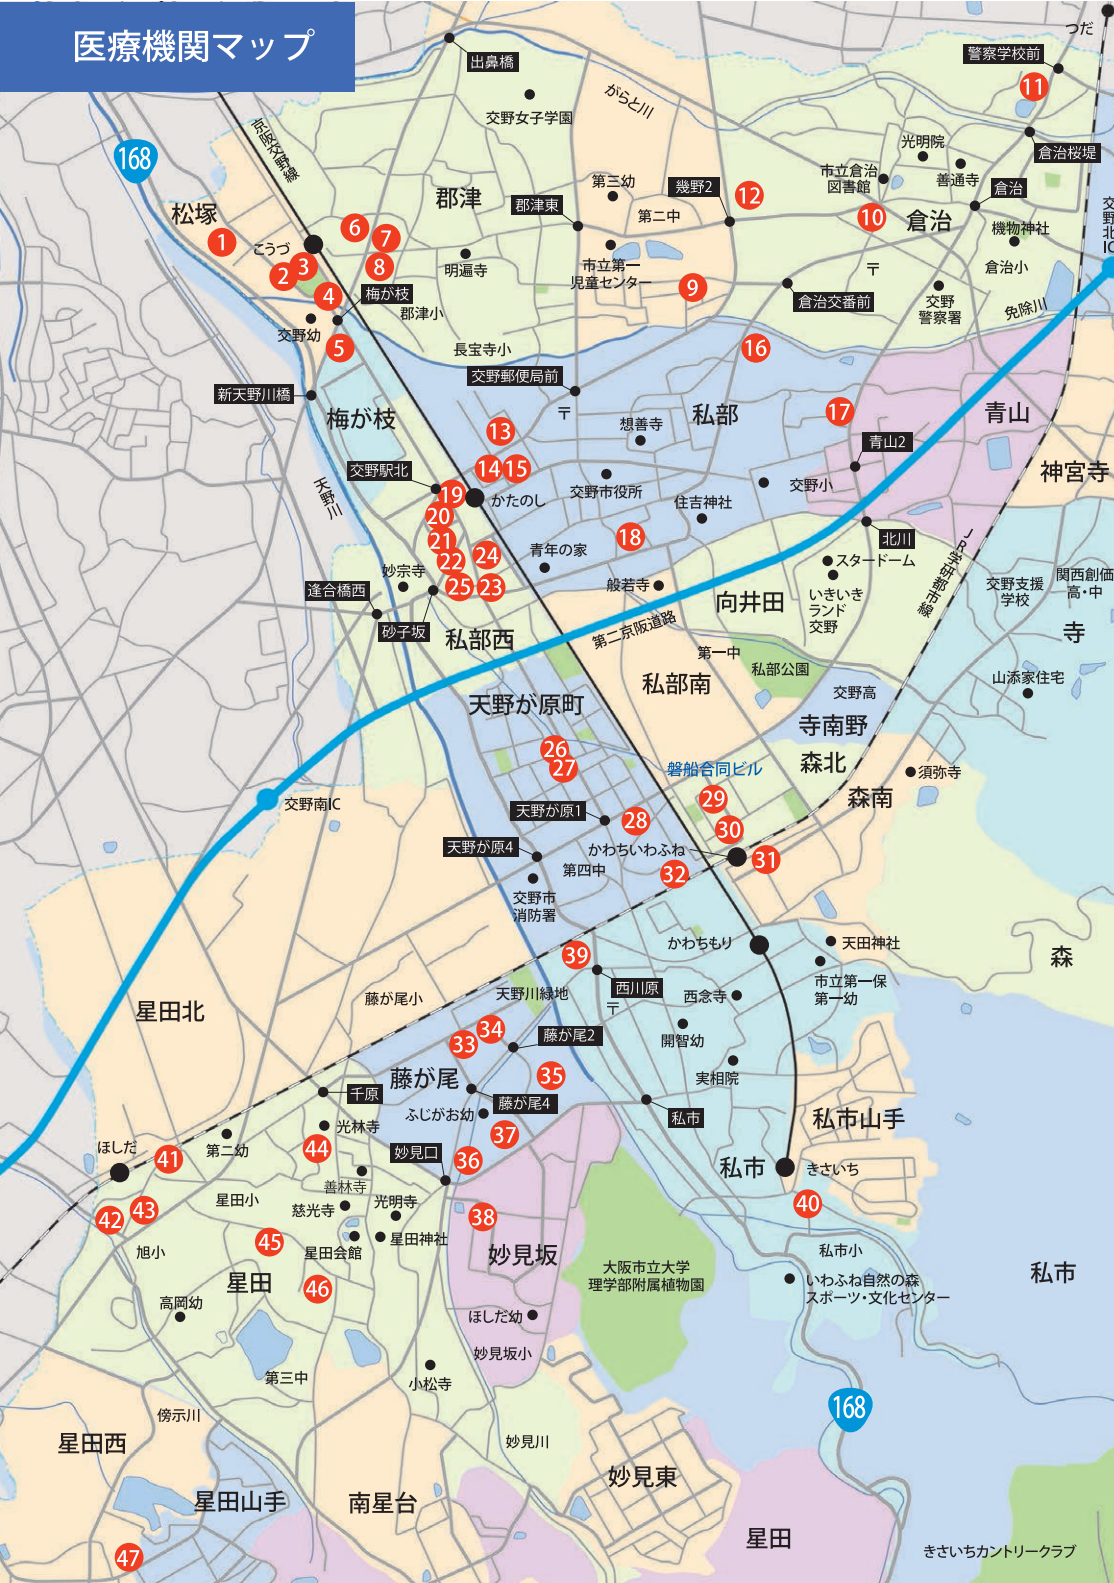 医療機関マップ
つだ
警察学校前
出鼻橋
11
がらと川
交野女子学園
京阪交野線
168
光明院
倉治桜堤
市立倉治
図書館
善通寺
第三幼
幾野2
12
倉治
郡津
郡津東
松塚
第二中
10
倉治
機物神社
交野北IC
1
こうづ
6
7
8
2
3
明遍寺
市立第一
児童センター
〒
倉治小
4
梅が枝
9
倉治交番前
交野
警察署
免除川
交野幼
郡津小
5
長宝寺小
16
交野郵便局前
新天野川橋
〒
梅が枝
13
想善寺
私部
17
青山
青山2
交野駅北
14
15
神宮寺
天野川
19
かたのし
交野市役所
交野小
20
住吉神社
18
北川
JR学研都市線
21
22
24
青年の家
妙宗寺
スタードーム
25
23
般若寺
逢合橋西
交野支援
学校
関西創価
高・中
いきいき
ランド
交野
向井田
砂子坂
私部西
第二京阪道路
寺
第一中
私部公園
私部南
山添家住宅
天野が原町
交野高
寺南野
26
27
磐船合同ビル
森北
須弥寺
森南
交野南IC
29
天野が原1
28
30
天野が原4
かわちいわふね
31
第四中
32
交野市
消防署
39
かわちもり
天田神社
森
市立第一保
第一幼
西川原
天野川緑地
藤が尾小
星田北
〒
西念寺
34
33
藤が尾2
開智幼
藤が尾
35
実相院
千原
藤が尾4
ふじがお幼
私市
私市山手
光林寺
37
ほしだ
第二幼
44
妙見口
41
36
私市
きさいち
善林寺
星田小
慈光寺
光明寺
40
42
43
38
星田神社
45
星田会館
旭小
妙見坂
私市小
大阪市立大学
理学部附属植物園
私市
星田
46
いわふね自然の森
スポーツ・文化センター
高岡幼
ほしだ幼
妙見坂小
第三中
小松寺
168
傍示川
星田西
妙見川
妙見東
星田山手
南星台
星田
きさいちカントリークラブ
47